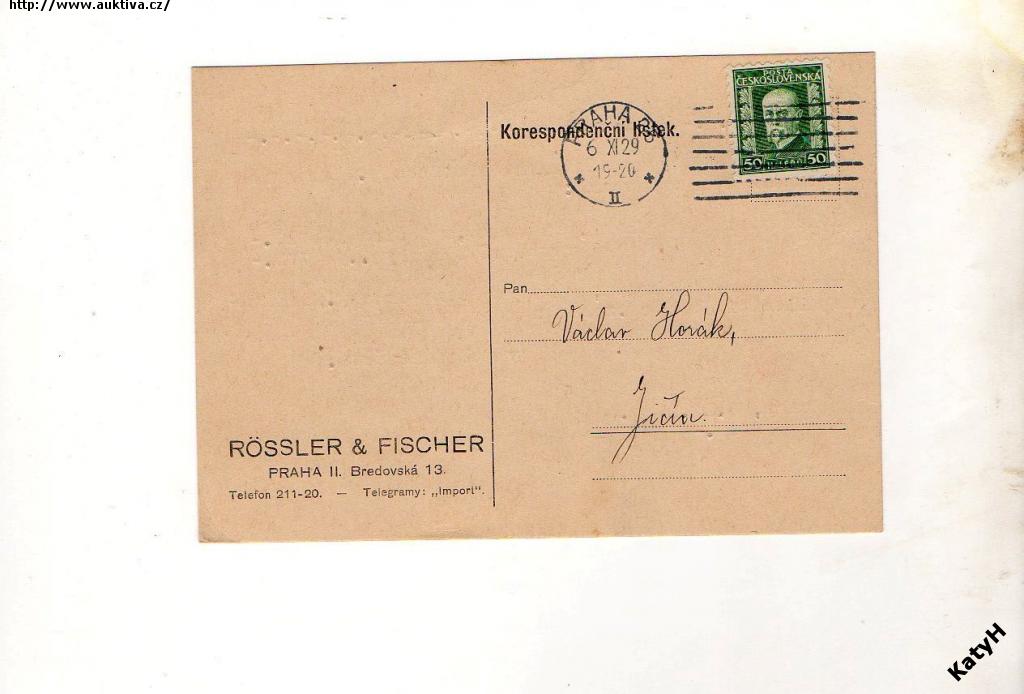 http://www.auktiva.cz/
POŠTA
ČESKOSLOVENSKÁ
50 50
Korespondenční lístek.
PRAHA 25
6 XI 29
19-20
II
Pan
Václav Horák,
Jičín.
RÖSSLER & FISCHER
PRAHA II. Bredovská 13.
Telefon 211-20. — Telegramy: „Import".
KatyH